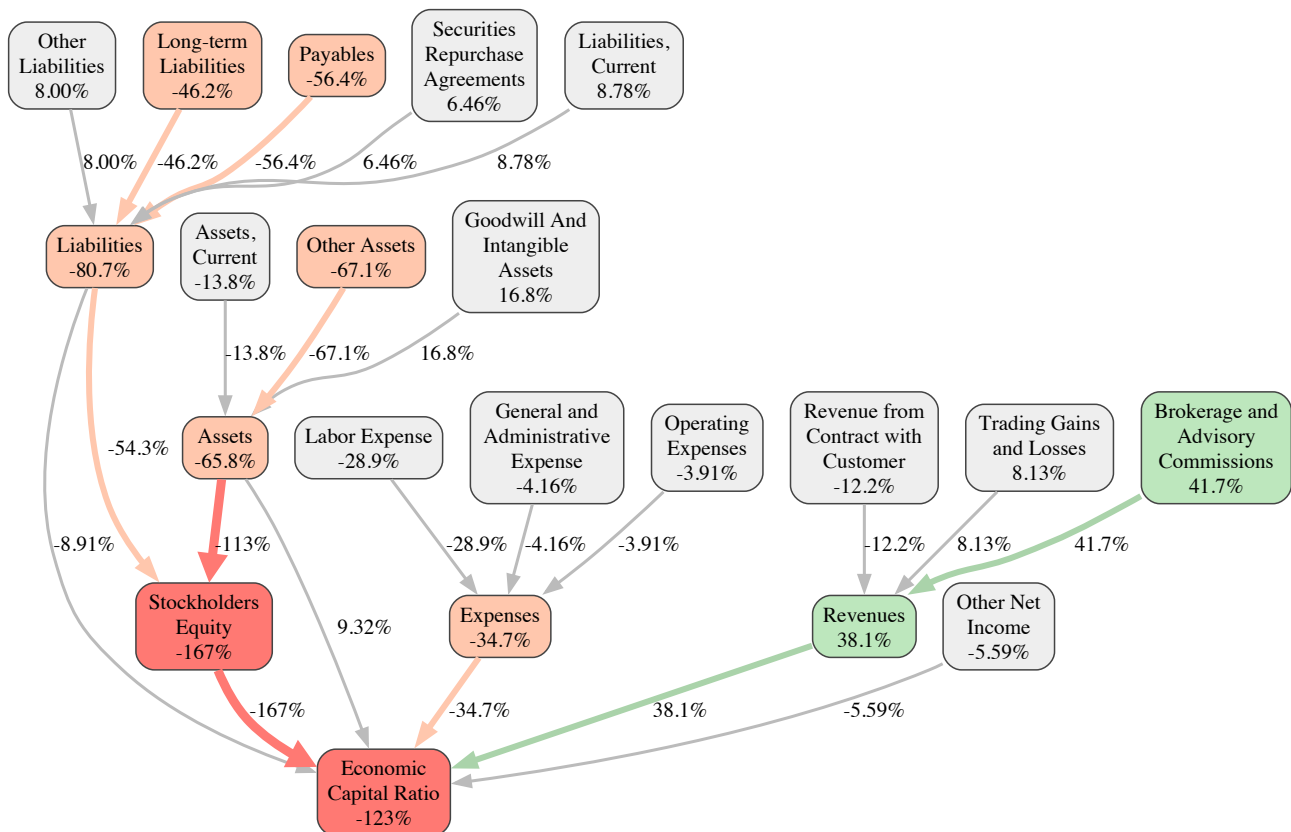 Other
Liabilities
8.00%
Long-term
Liabilities
-46.2%
Payables
-56.4%
Securities
Repurchase
Agreements
6.46%
Liabilities,
Current
8.78%
8.00%
-46.2%
-56.4%
6.46%
8.78%
Liabilities
-80.7%
Assets,
Current
-13.8%
Other Assets
-67.1%
Goodwill And
Intangible
Assets
16.8%
-13.8%
-67.1%
16.8%
Assets
-65.8%
Labor Expense
-28.9%
General and
Administrative
Expense
-4.16%
Operating
Expenses
-3.91%
Revenue from
Contract with
Customer
-12.2%
Trading Gains
and Losses
8.13%
Brokerage and
Advisory
Commissions
41.7%
-54.3%
-8.91%
-113%
-28.9%
-4.16%
-3.91%
-12.2%
8.13%
41.7%
Stockholders
Equity
-167%
9.32%
Expenses
-34.7%
Revenues
38.1%
Other Net
Income
-5.59%
-167%
-34.7%
38.1%
-5.59%
Economic
Capital Ratio
-123%